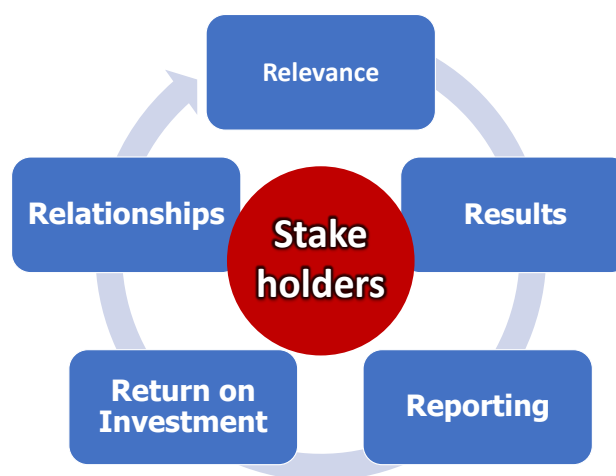 Relevance
Relationships
Stake
holders
Results
Return on
Investment
Reporting